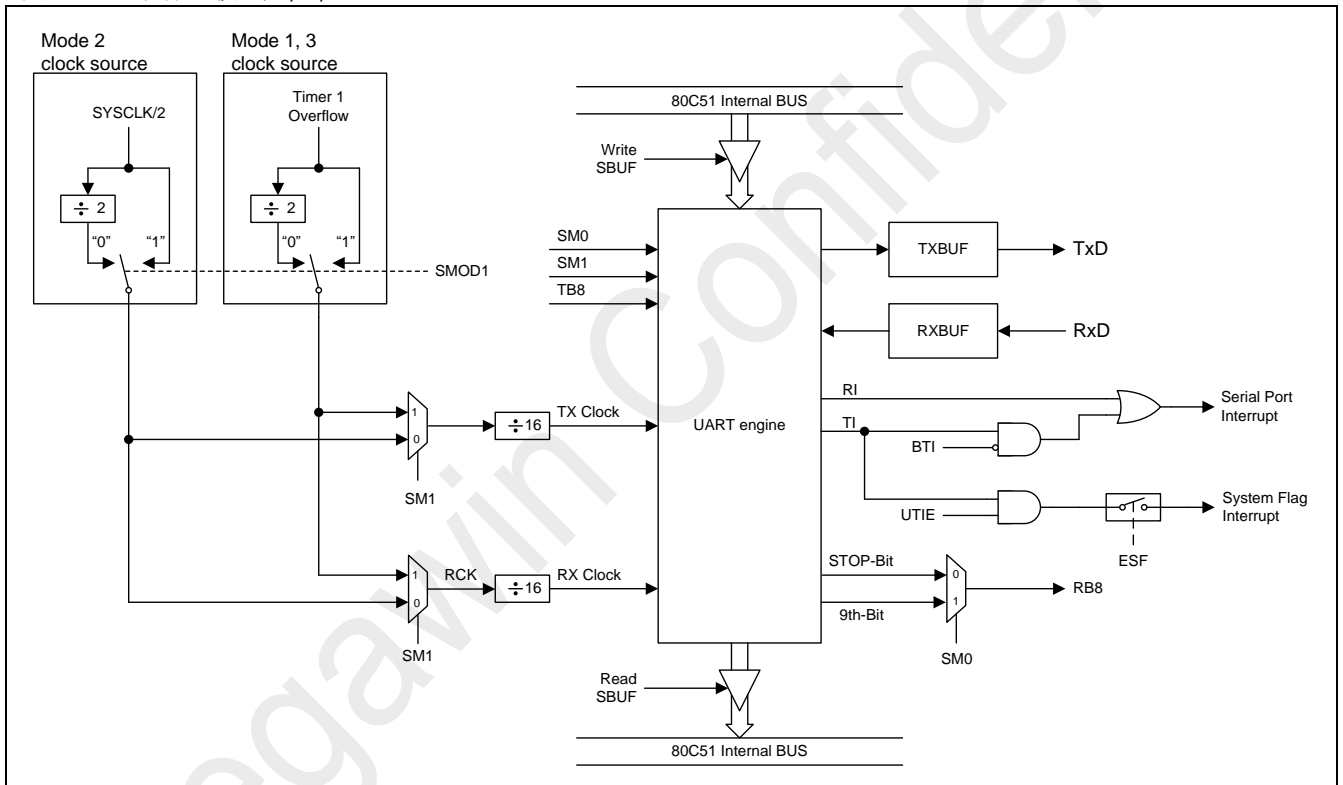 Mode 2
clock source
Mode 1, 3
clock source
SYSCLK/2
Timer 1
Overflow
÷ 2
÷ 2
“0”
“1”
“0”
“1”
SMOD1
80C51 Internal BUS
Write
SBUF
SM0
SM1
TB8
TXBUF
TxD
RXBUF
RxD
UART engine
RI
TI
BTI
Serial Port
Interrupt
UTIE
System Flag
Interrupt
ESF
1
0
SM1
÷16
TX Clock
1
0
SM1
RCK
÷16
RX Clock
STOP-Bit
9th-Bit
0
1
SM0
RB8
Read
SBUF
80C51 Internal BUS
egawin Confiden